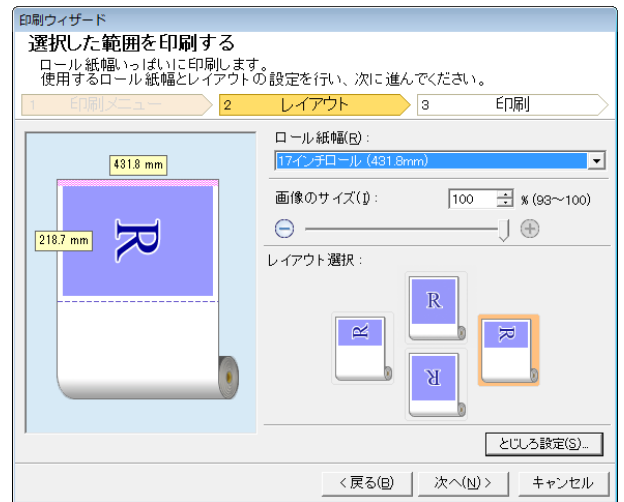 印刷ウィザード
選択した範囲を印刷する
ロール紙幅いっぱいに印刷します。
使用するロール紙幅とレイアウトの設定を行い、次に進んでください。
1 印刷メニュー 2 レイアウト 3 印刷
ロール紙幅(R):
17インチロール (431.8mm)
431.8 mm
画像のサイズ(I): 100 % (93～100)
218.7 mm
R
レイアウト選択:
R
R
R
R
とじしろ設定(S)...
< 戻る(B) 次へ(N) > キャンセル